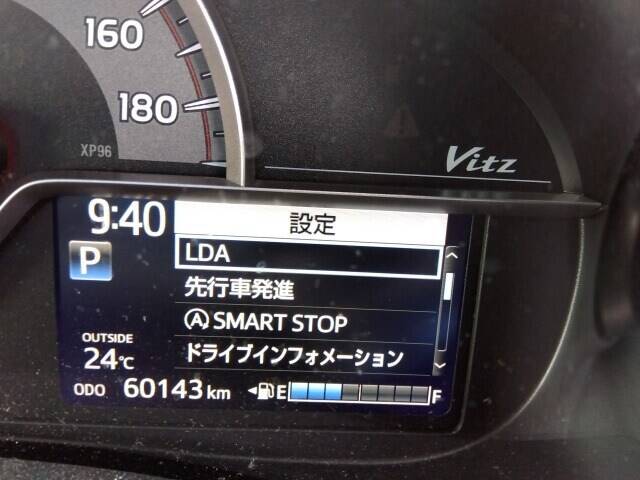 160
180
XP96
Vitz
9:40
設定
P
LDA
先行車発進
Ⓐ SMART STOP
ドライブインフォメーション
OUTSIDE
24℃
ODO 60143 km
E F